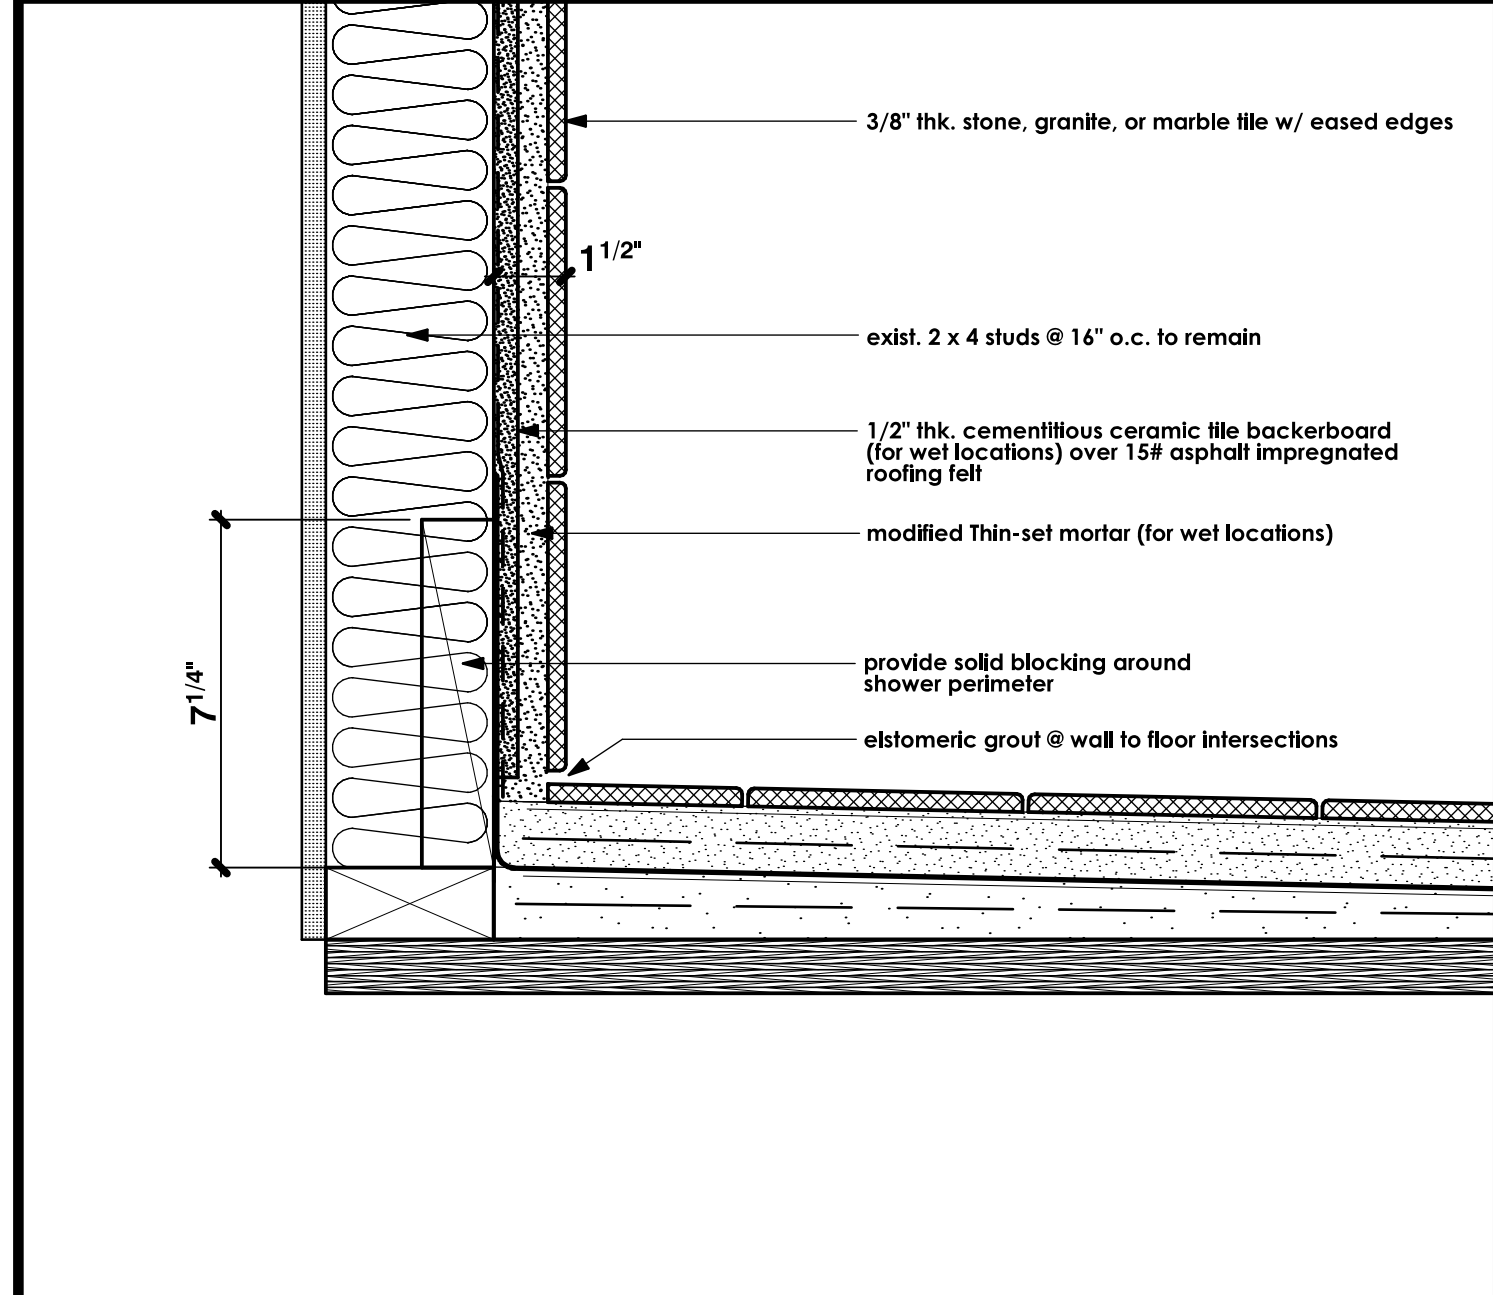 3/8" thk. stone, granite, or marble tile w/ eased edges
1 1/2"
exist. 2 x 4 studs @ 16" o.c. to remain
1/2" thk. cementitious ceramic tile backerboard
(for wet locations) over 15# asphalt impregnated
roofing felt
modified Thin-set mortar (for wet locations)
7 1/4"
provide solid blocking around
shower perimeter
elstomeric grout @ wall to floor intersections